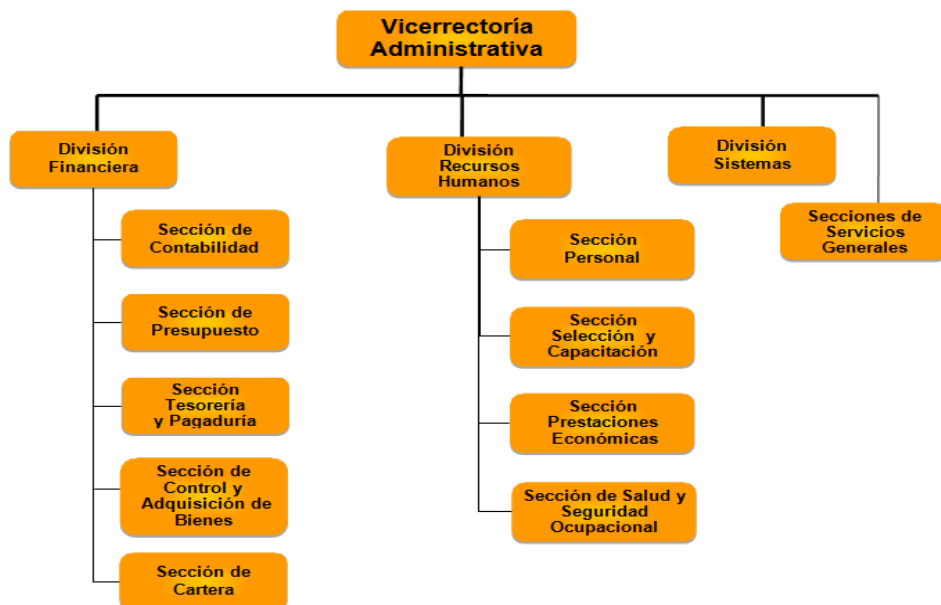 Vicerrectoría
Administrativa
División
Financiera
Sección de
Contabilidad
Sección de
Presupuesto
Sección
Tesorería
y Pagaduría
Sección de
Control y
Adquisición de
Bienes
Sección de
Cartera
División
Recursos
Humanos
Sección
Personal
Sección
Selección y
Capacitación
Sección
Prestaciones
Económicas
Sección de Salud y
Seguridad
Ocupacional
División
Sistemas
Secciones de
Servicios
Generales